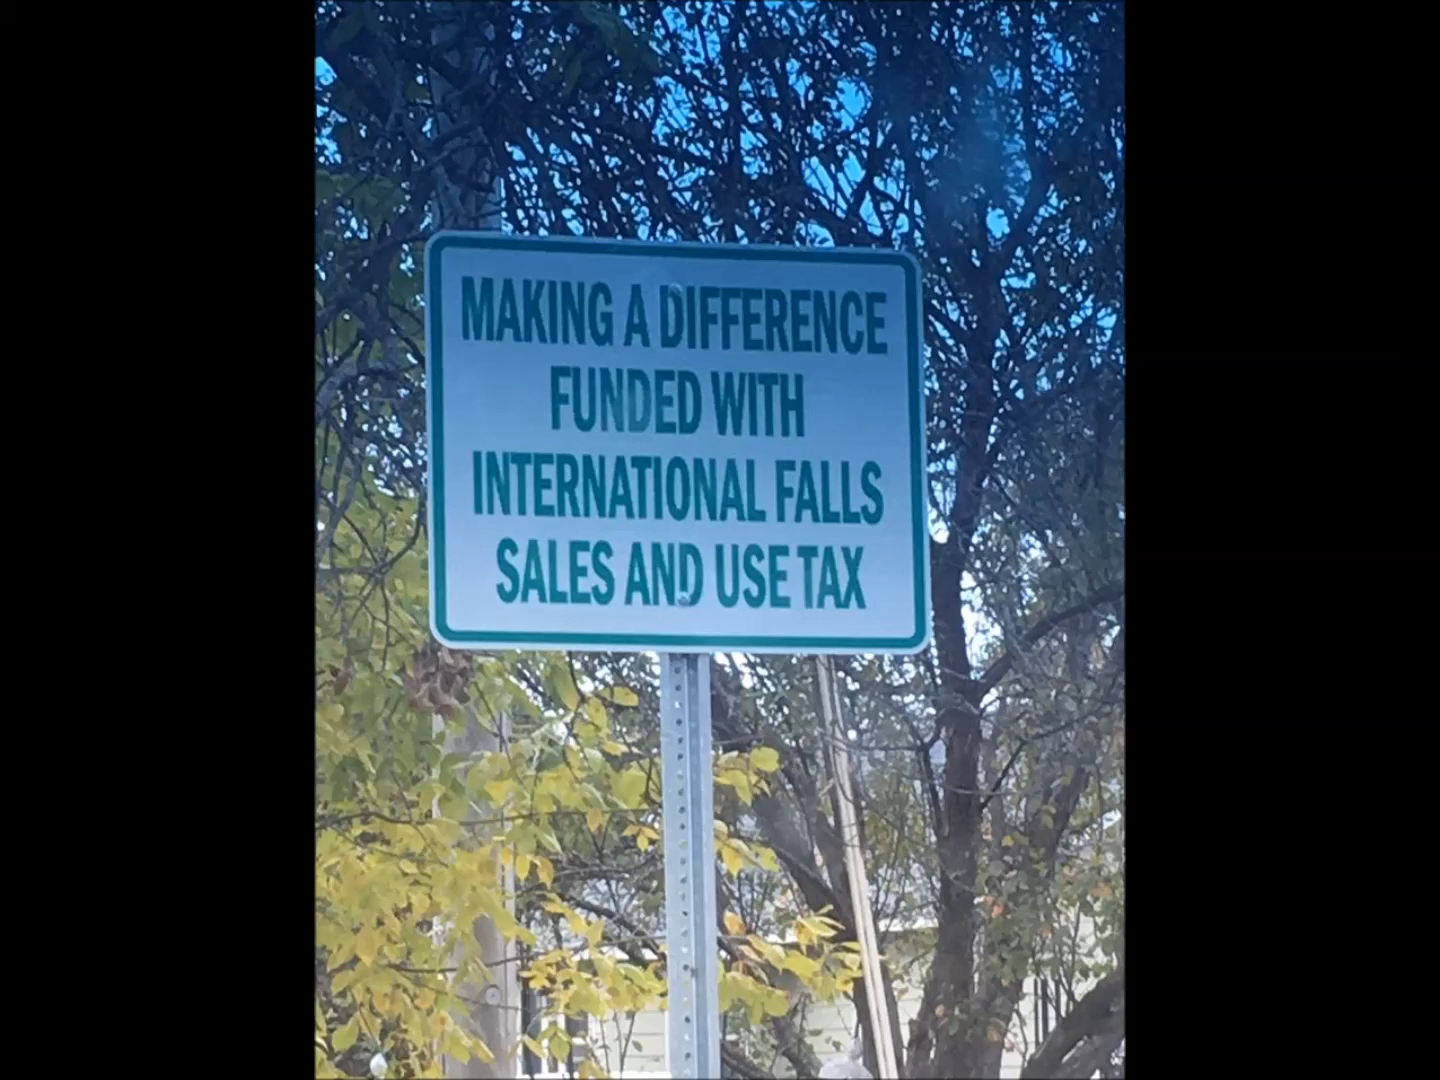 MAKING A DIFFERENCE
FUNDED WITH
INTERNATIONAL FALLS
SALES AND USE TAX